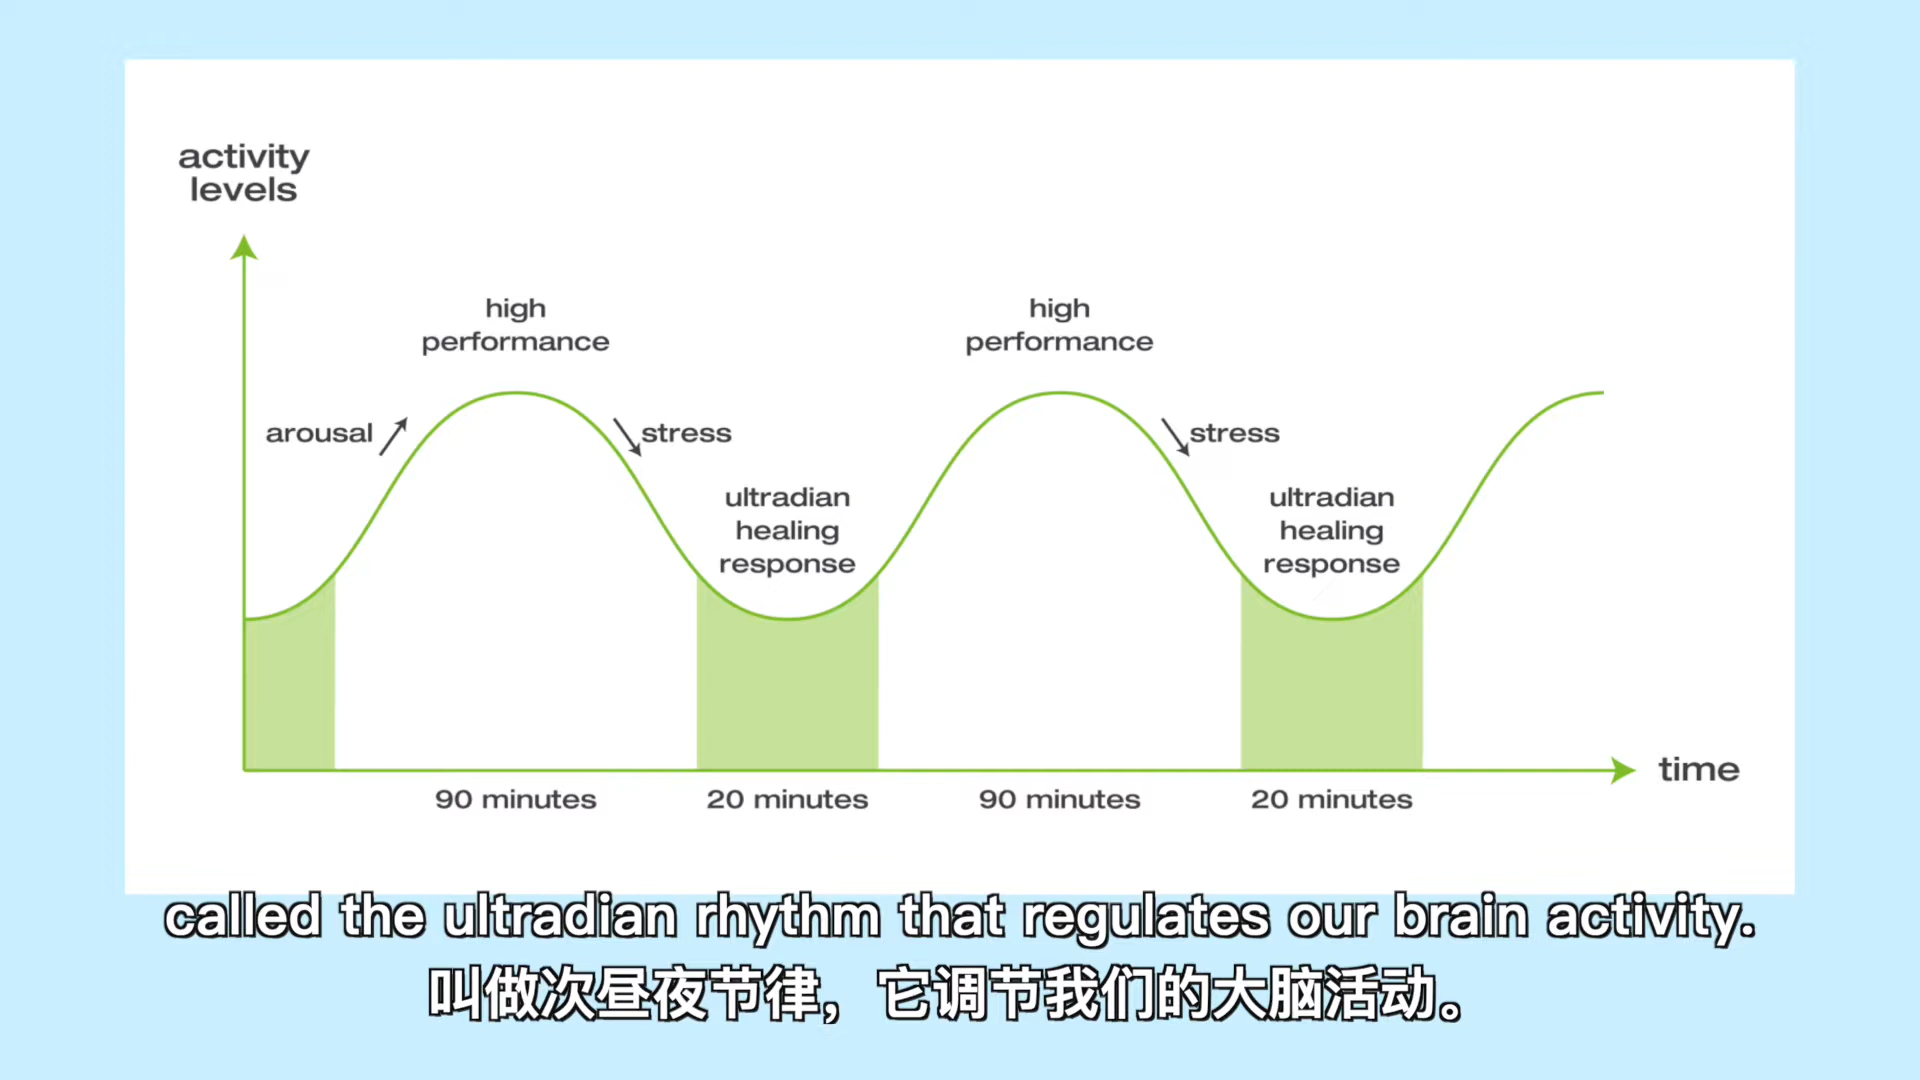 activity
levels
high
performance
high
performance
arousal
stress
stress
ultradian
healing
response
ultradian
healing
response
time
90 minutes
20 minutes
90 minutes
20 minutes
called the ultradian rhythm that regulates our brain activity.
叫做次昼夜节律，它调节我们的大脑活动。